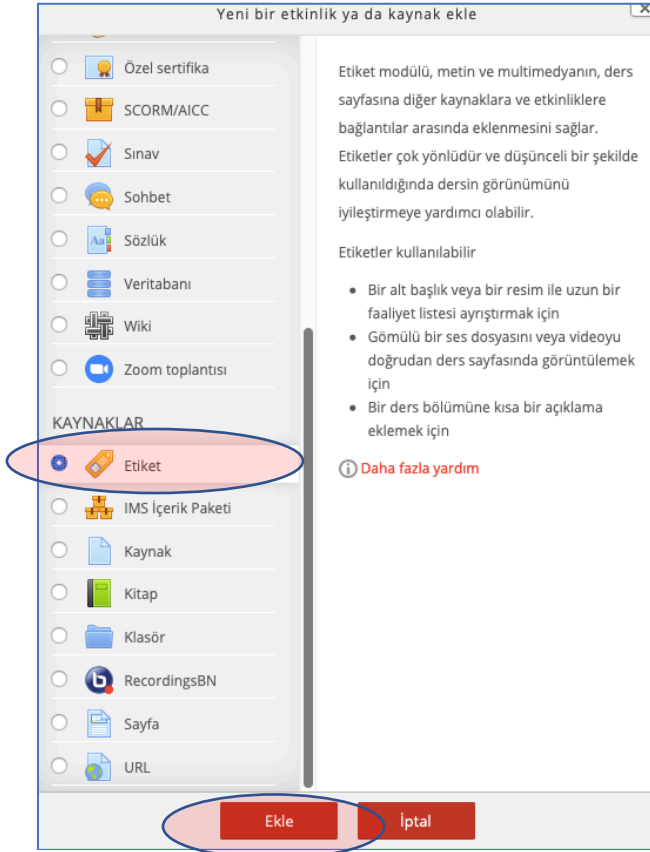 Yeni bir etkinlik ya da kaynak ekle
Özel sertifika
SCORM/AICC
Sınav
Sohbet
Sözlük
Veritabanı
Wiki
Zoom toplantısı
KAYNAKLAR
Etiket
IMS İçerik Paketi
Kaynak
Kitap
Klasör
RecordingsBN
Sayfa
URL
Etiket modülü, metin ve multimedyanın, ders
sayfasına diğer kaynaklara ve etkinliklere
bağlantılar arasında eklenmesini sağlar.
Etiketler çok yönlüdür ve düşünceli bir şekilde
kullanıldığında dersin görünümünü
iyileştirmeye yardımcı olabilir.
Etiketler kullanılabilir
• Bir alt başlık veya bir resim ile uzun bir
faaliyet listesi ayrıştırmak için
• Gömülü bir ses dosyasını veya videoyu
doğrudan ders sayfasında görüntülemek
için
• Bir ders bölümüne kısa bir açıklama
eklemek için
Daha fazla yardım
Ekle
İptal